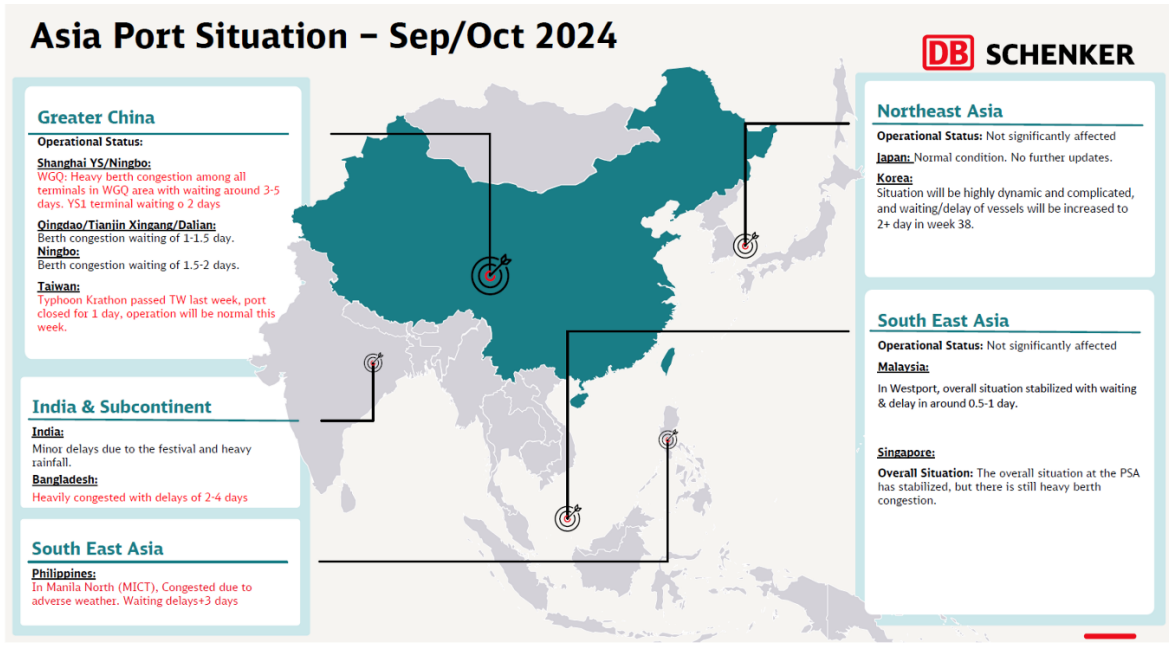 Asia Port Situation – Sep/Oct 2024
DB SCHENKER
Greater China
Operational Status:
Shanghai YS/Ningbo:
WGQ: Heavy berth congestion among all
terminals in WGQ area with waiting around 3-5
days. YS1 terminal waiting o 2 days
Qingdao/Tianjin Xingang/Dalian:
Berth congestion waiting of 1-1.5 day.
Ningbo:
Berth congestion waiting of 1.5-2 days.
Taiwan:
Typhoon Krathon passed TW last week, port
closed for 1 day, operation will be normal this
week.
India & Subcontinent
India:
Minor delays due to the festival and heavy
rainfall.
Bangladesh:
Heavily congested with delays of 2-4 days
South East Asia
Philippines:
In Manila North (MICT), Congested due to
adverse weather. Waiting delays+3 days
Northeast Asia
Operational Status: Not significantly affected
Japan: Normal condition. No further updates.
Korea:
Situation will be highly dynamic and complicated,
and waiting/delay of vessels will be increased to
2+ day in week 38.
South East Asia
Operational Status: Not significantly affected
Malaysia:
In Westport, overall situation stabilized with waiting
& delay in around 0.5-1 day.
Singapore:
Overall Situation: The overall situation at the PSA
has stabilized, but there is still heavy berth
congestion.